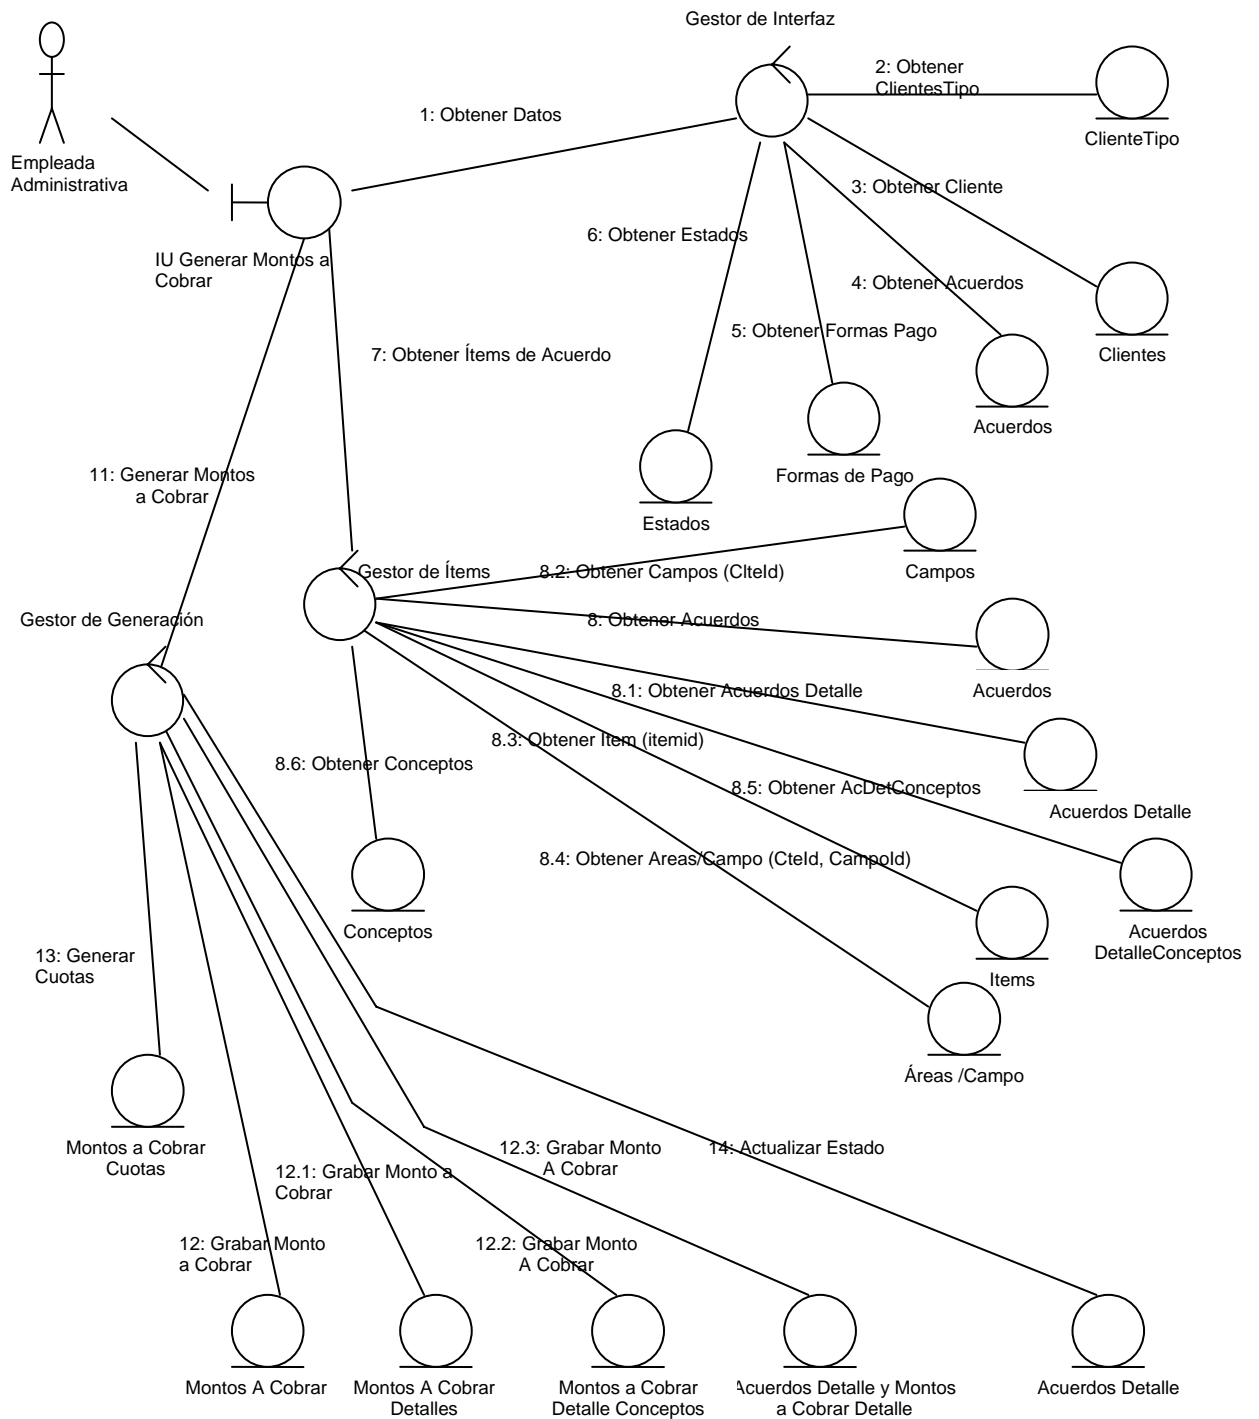 Gestor de Interfaz
2: Obtener
ClientesTipo
1: Obtener Datos
ClienteTipo
Empleada
Administrativa
3: Obtener Cliente
6: Obtener Estados
IU Generar Montos a
Cobrar
4: Obtener Acuerdos
5: Obtener Formas Pago
Clientes
7: Obtener Ítems de Acuerdo
Acuerdos
11: Generar Montos
a Cobrar
Formas de Pago
Estados
Gestor de Ítems
8.2: Obtener Campos (ClteId)
Campos
Gestor de Generación
8: Obtener Acuerdos
8.1: Obtener Acuerdos Detalle
Acuerdos
8.3: Obtener Item (itemid)
8.6: Obtener Conceptos
8.5: Obtener AcDetConceptos
Acuerdos Detalle
8.4: Obtener Areas/Campo (CteId, CampoId)
Conceptos
Acuerdos
DetalleConceptos
13: Generar
Cuotas
Items
Áreas /Campo
Montos a Cobrar
Cuotas
12.3: Grabar Monto
A Cobrar
14: Actualizar Estado
12.1: Grabar Monto a
Cobrar
12: Grabar Monto
a Cobrar
12.2: Grabar Monto
A Cobrar
Montos A Cobrar
Montos A Cobrar
Detalles
Montos a Cobrar
Detalle Conceptos
Acuerdos Detalle y Montos
a Cobrar Detalle
Acuerdos Detalle